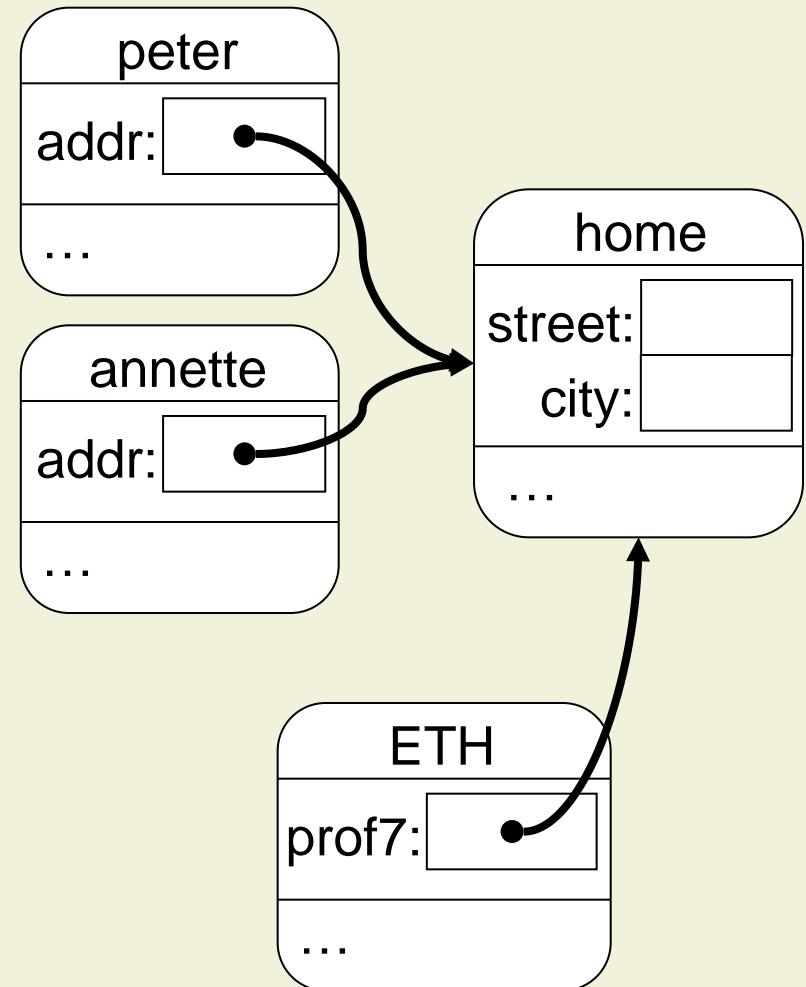 peter
addr:
…
annette
addr:
…
home
street:
city:
…
ETH
prof7:
…